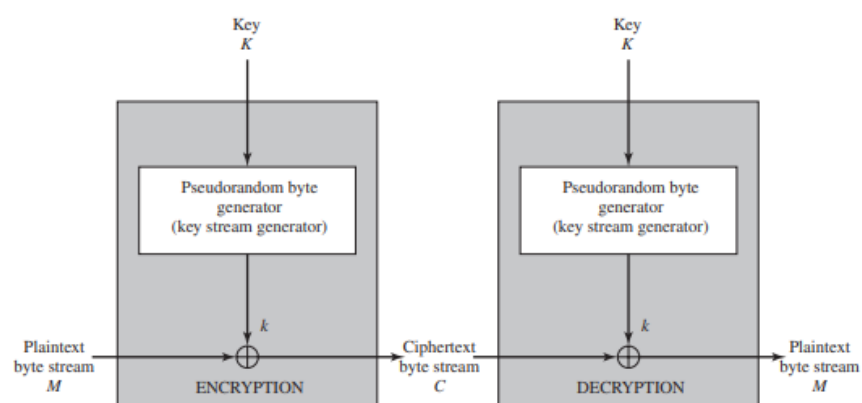 Key
K
Key
K
Pseudorandom byte
generator
(key stream generator)
Pseudorandom byte
generator
(key stream generator)
k
k
Plaintext
byte stream
M
Ciphertext
byte stream
C
Plaintext
byte stream
M
ENCRYPTION
DECRYPTION